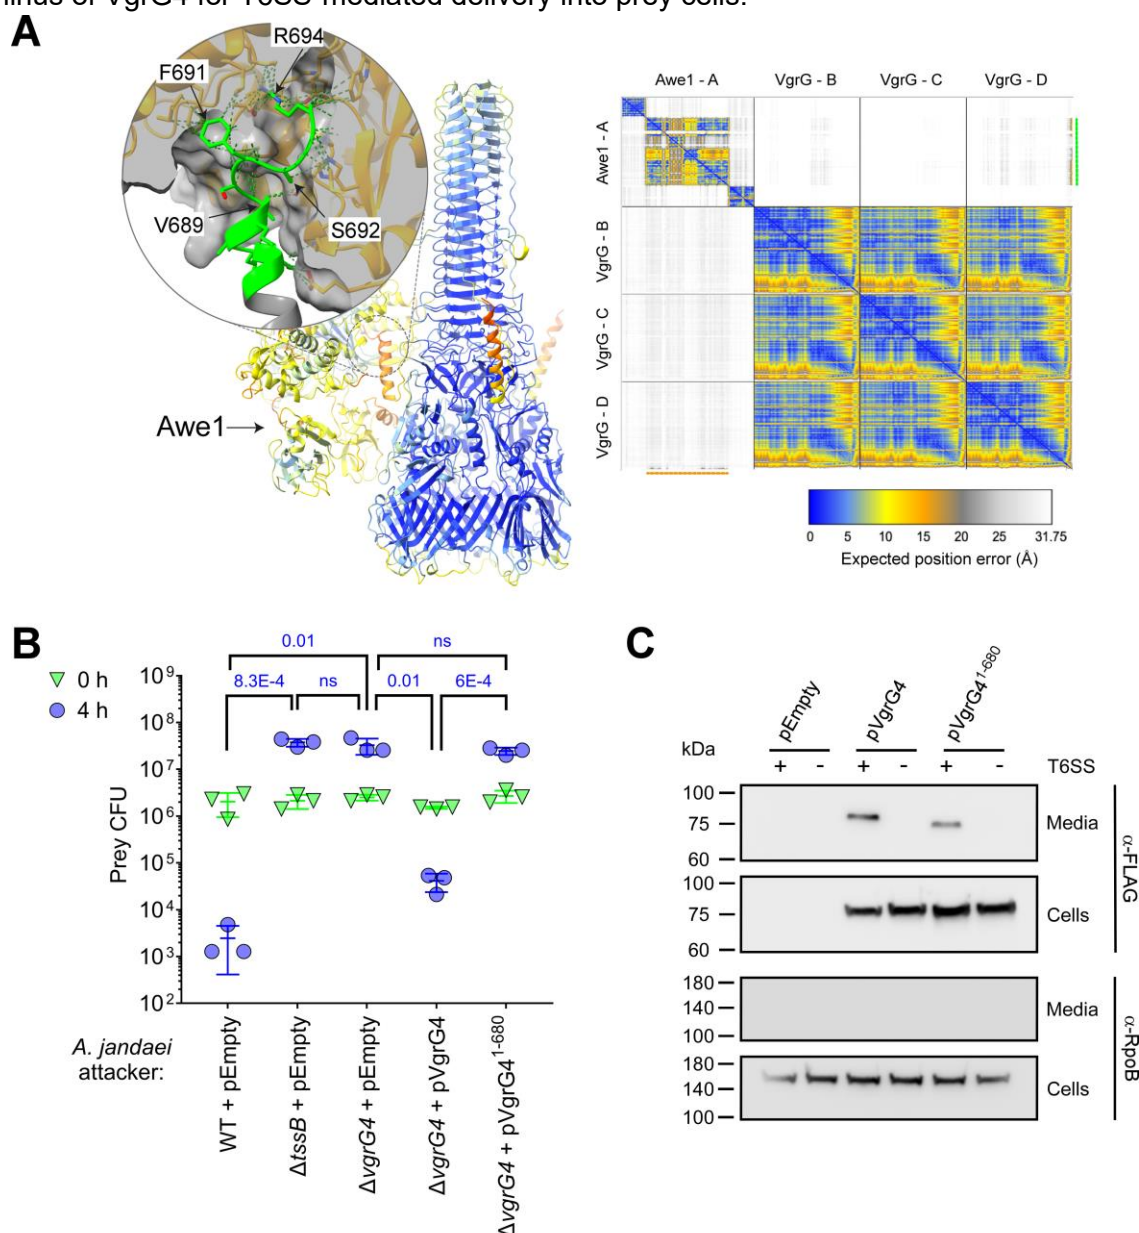 minus of VgrG4 for T6SS-mediated delivery into prey cells.
A
R694
F691
V689
S692
Awe1
Awe1 - A
VgrG - B
VgrG - C
VgrG - D
Awe1 - A
VgrG - B
VgrG - C
VgrG - D
0 5 10 15 20 25 31.75
Expected position error (Å)
B
0 h
4 h
0.01
ns
8.3E-4
ns
0.01
6E-4
Prey CFU
10⁹
10⁸
10⁷
10⁶
10⁵
10⁴
10³
10²
A. jandaei
attacker:
WT + pEmpty
ΔtssB + pEmpty
ΔvgrG4 + pEmpty
ΔvgrG4 + pVgrG4
ΔvgrG4 + pVgrG4¹⁻⁶⁸⁰
C
pEmpty
pVgrG4
pVgrG4¹⁻⁶⁸⁰
kDa
+ - + - + - T6SS
100
75
60
Media
100
75
60
Cells
α-FLAG
180
140
100
Media
180
140
100
Cells
α-RpoB